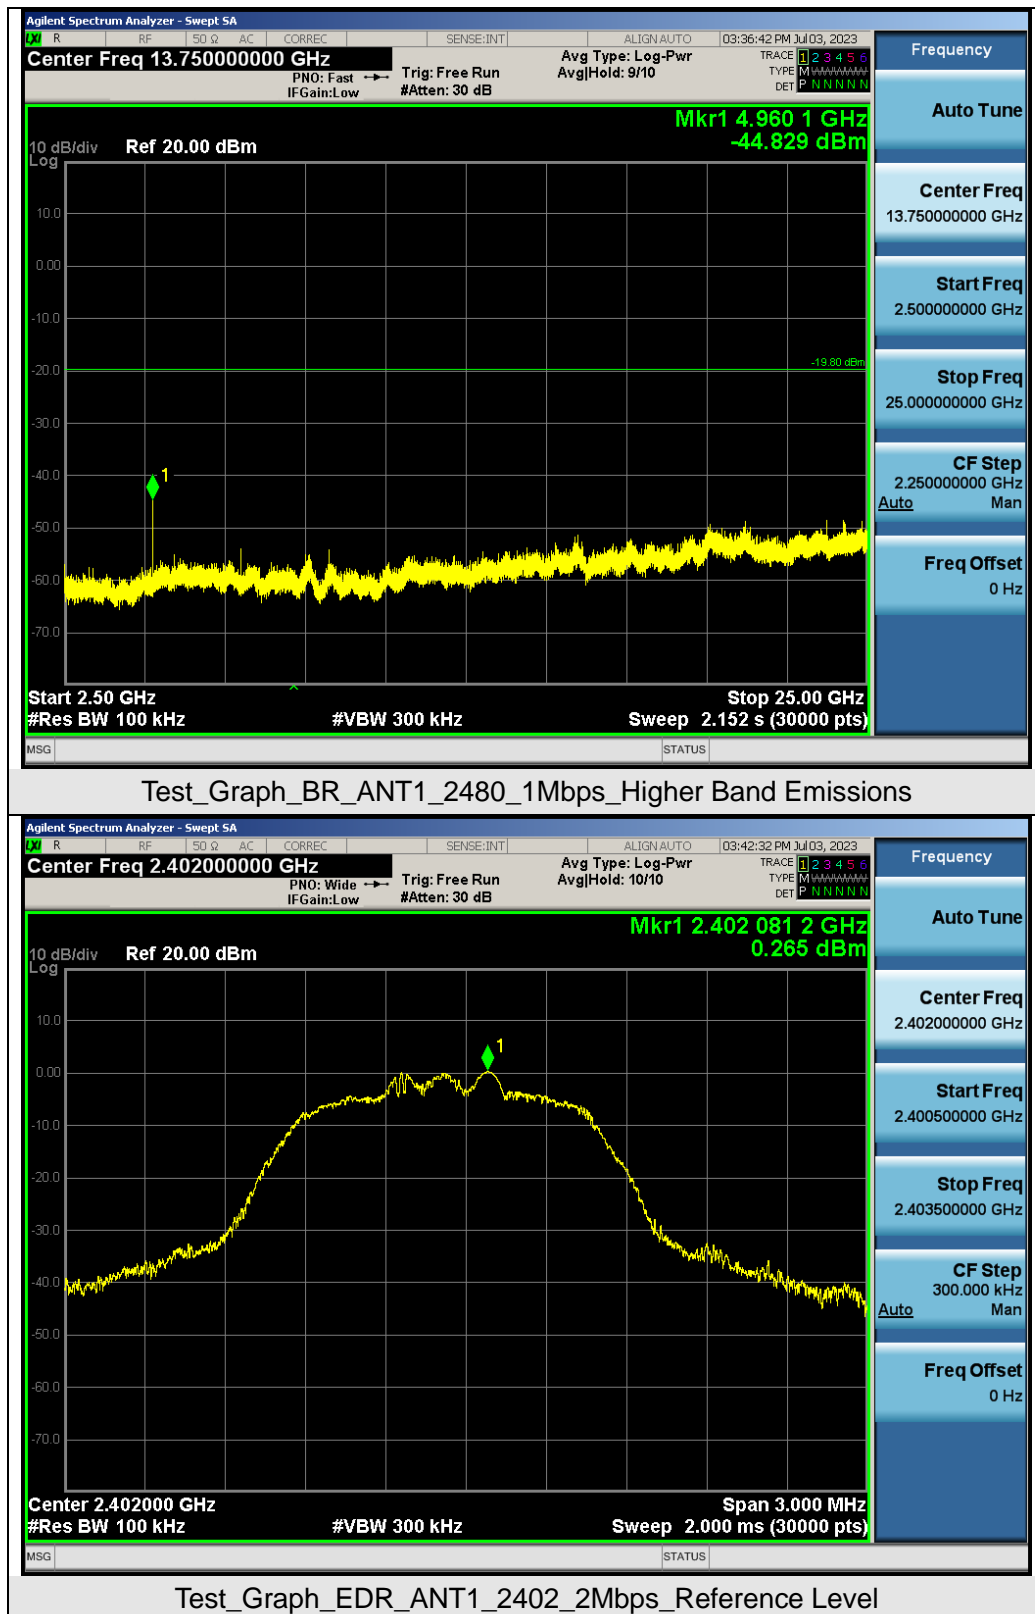 Agilent Spectrum Analyzer - Swept SA
LXI R RF 50 Ω AC CORREC SENSE:INT ALIGN AUTO 03:36:42 PM Jul 03, 2023
Center Freq 13.750000000 GHz
PNO: Fast
IFGain:Low
Trig: Free Run
#Atten: 30 dB
Avg Type: Log-Pwr
Avg|Hold: 9/10
TRACE 1 2 3 4 5 6
TYPE M
DET P N N N N N
Mkr1 4.960 1 GHz
-44.829 dBm
10 dB/div Ref 20.00 dBm
Log
10.0
0.00
-10.0
-19.80 dBm
-20.0
-30.0
-40.0
1
-50.0
-60.0
-70.0
Start 2.50 GHz Stop 25.00 GHz
#Res BW 100 kHz #VBW 300 kHz Sweep 2.152 s (30000 pts)
MSG STATUS
Frequency
Auto Tune
Center Freq
13.750000000 GHz
Start Freq
2.500000000 GHz
Stop Freq
25.000000000 GHz
CF Step
2.250000000 GHz
Auto Man
Freq Offset
0 Hz
Test_Graph_BR_ANT1_2480_1Mbps_Higher Band Emissions
Agilent Spectrum Analyzer - Swept SA
LXI R RF 50 Ω AC CORREC SENSE:INT ALIGN AUTO 03:42:32 PM Jul 03, 2023
Center Freq 2.402000000 GHz
PNO: Wide
IFGain:Low
Trig: Free Run
#Atten: 30 dB
Avg Type: Log-Pwr
Avg|Hold: 10/10
TRACE 1 2 3 4 5 6
TYPE M
DET P N N N N N
Mkr1 2.402 081 2 GHz
0.265 dBm
10 dB/div Ref 20.00 dBm
Log
10.0
1
0.00
-10.0
-20.0
-30.0
-40.0
-50.0
-60.0
-70.0
Center 2.402000 GHz Span 3.000 MHz
#Res BW 100 kHz #VBW 300 kHz Sweep 2.000 ms (30000 pts)
MSG STATUS
Frequency
Auto Tune
Center Freq
2.402000000 GHz
Start Freq
2.400500000 GHz
Stop Freq
2.403500000 GHz
CF Step
300.000 kHz
Auto Man
Freq Offset
0 Hz
Test_Graph_EDR_ANT1_2402_2Mbps_Reference Level